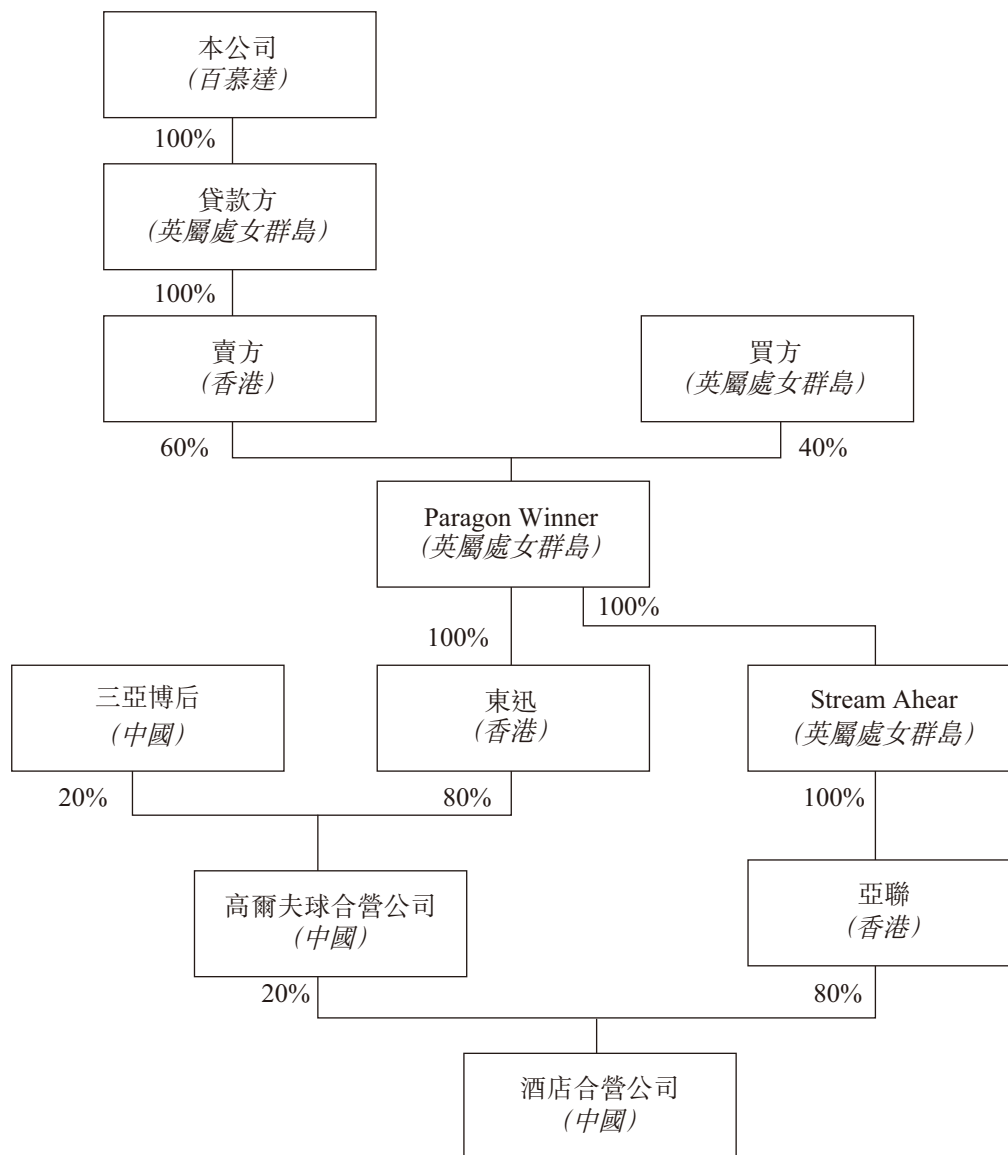 本公司
(百慕達)
100%
貸款方
(英屬處女群島)
100%
賣方
(香港)
買方
(英屬處女群島)
60%
40%
Paragon Winner
(英屬處女群島)
100%
100%
三亞博后
(中國)
東迅
(香港)
Stream Ahear
(英屬處女群島)
20%
80%
100%
高爾夫球合營公司
(中國)
亞聯
(香港)
20%
80%
酒店合營公司
(中國)